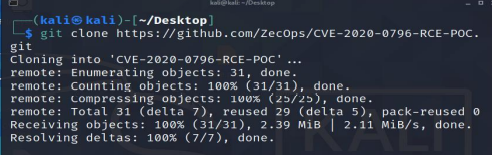 kali@kali: ~/Desktop
(kali㉿kali)-[~/Desktop]
$ git clone https://github.com/ZecOps/CVE-2020-0796-RCE-POC.
git
Cloning into 'CVE-2020-0796-RCE-POC'...
remote: Enumerating objects: 31, done.
remote: Counting objects: 100% (31/31), done.
remote: Compressing objects: 100% (25/25), done.
remote: Total 31 (delta 7), reused 29 (delta 5), pack-reused 0
Receiving objects: 100% (31/31), 2.39 MiB | 2.11 MiB/s, done.
Resolving deltas: 100% (7/7), done.